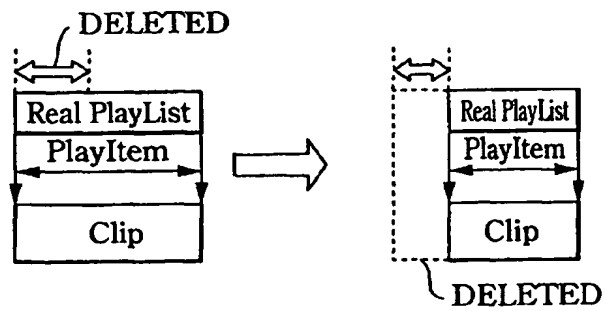 DELETED
Real PlayList
PlayItem
Clip
Real PlayList
PlayItem
Clip
DELETED